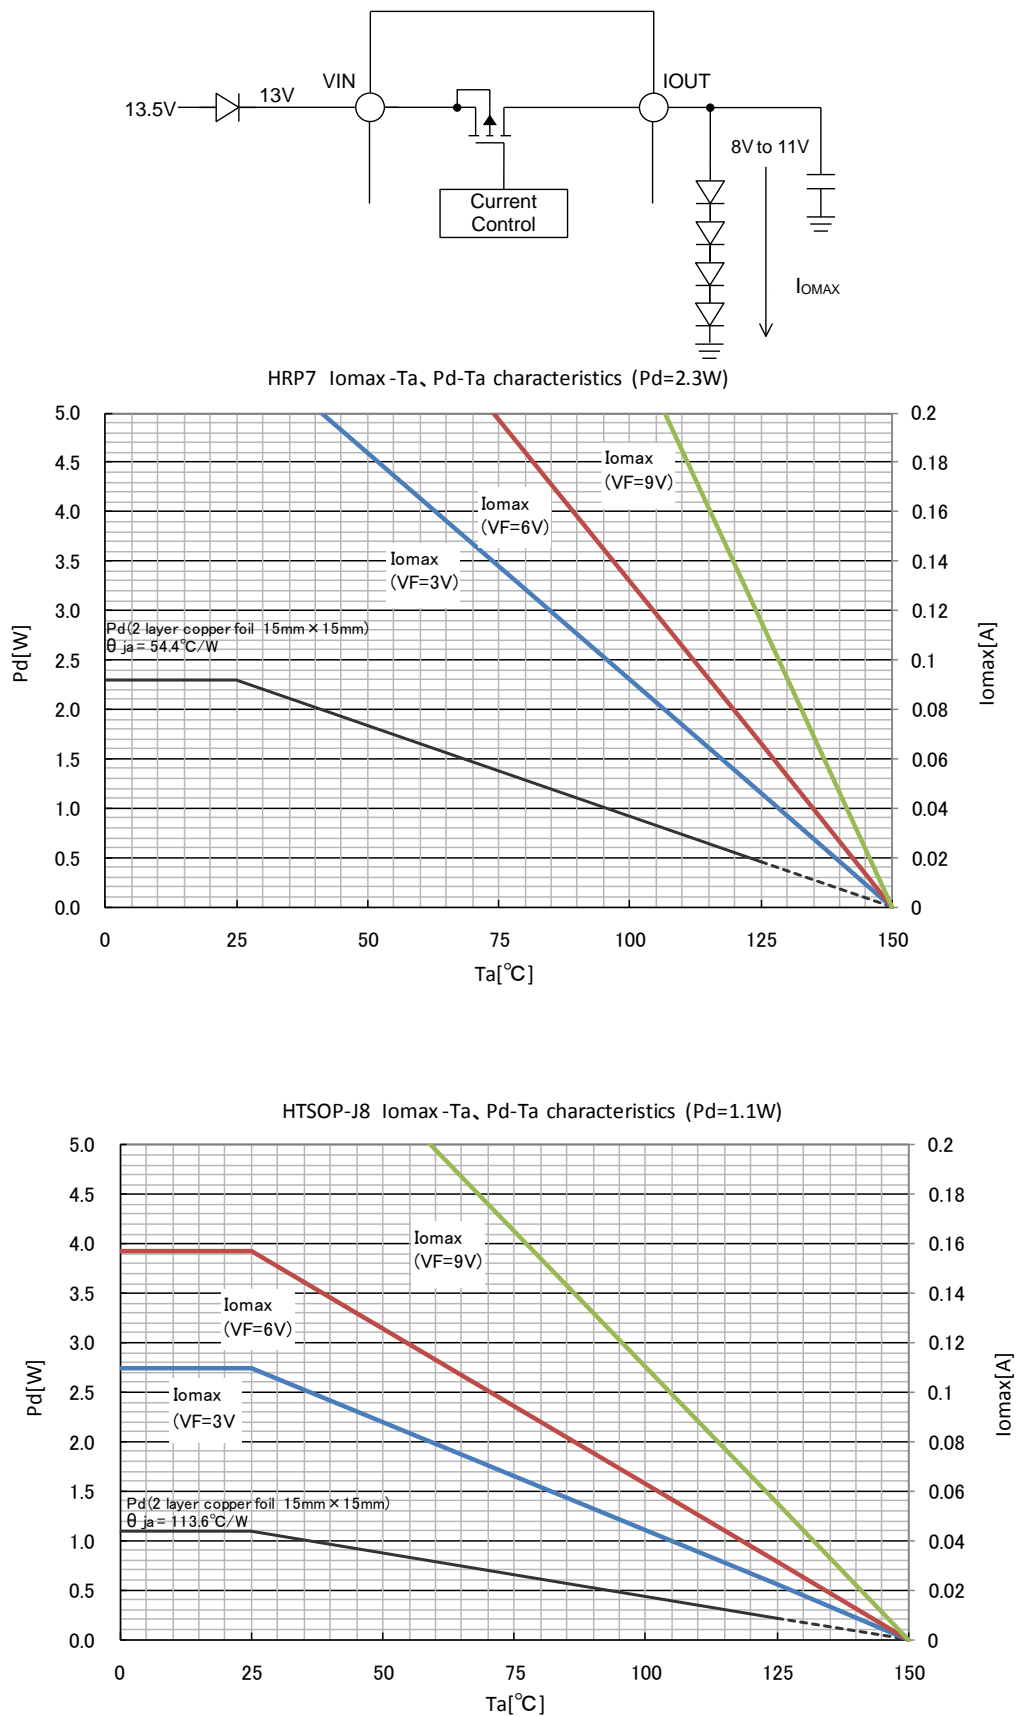 VIN
IOUT
13.5V
13V
8V to 11V
Current
Control
IOMAX
HRP7 Iomax -Ta、Pd-Ta characteristics (Pd=2.3W)
5.0
4.5
4.0
3.5
3.0
2.5
2.0
1.5
1.0
0.5
0.0
Pd[W]
0.2
0.18
0.16
0.14
0.12
0.1
0.08
0.06
0.04
0.02
0
Iomax[A]
Iomax
(VF=9V)
Iomax
(VF=6V)
Iomax
(VF=3V)
Pd(2 layer copper foil 15mm×15mm)
θ ja = 54.4℃/W
0 25 50 75 100 125 150
Ta[℃]
HTSOP-J8 Iomax -Ta、Pd-Ta characteristics (Pd=1.1W)
5.0
4.5
4.0
3.5
3.0
2.5
2.0
1.5
1.0
0.5
0.0
Pd[W]
0.2
0.18
0.16
0.14
0.12
0.1
0.08
0.06
0.04
0.02
0
Iomax[A]
Iomax
(VF=9V)
Iomax
(VF=6V)
Iomax
(VF=3V
Pd(2 layer copper foil 15mm×15mm)
θ ja = 113.6℃/W
0 25 50 75 100 125 150
Ta[℃]